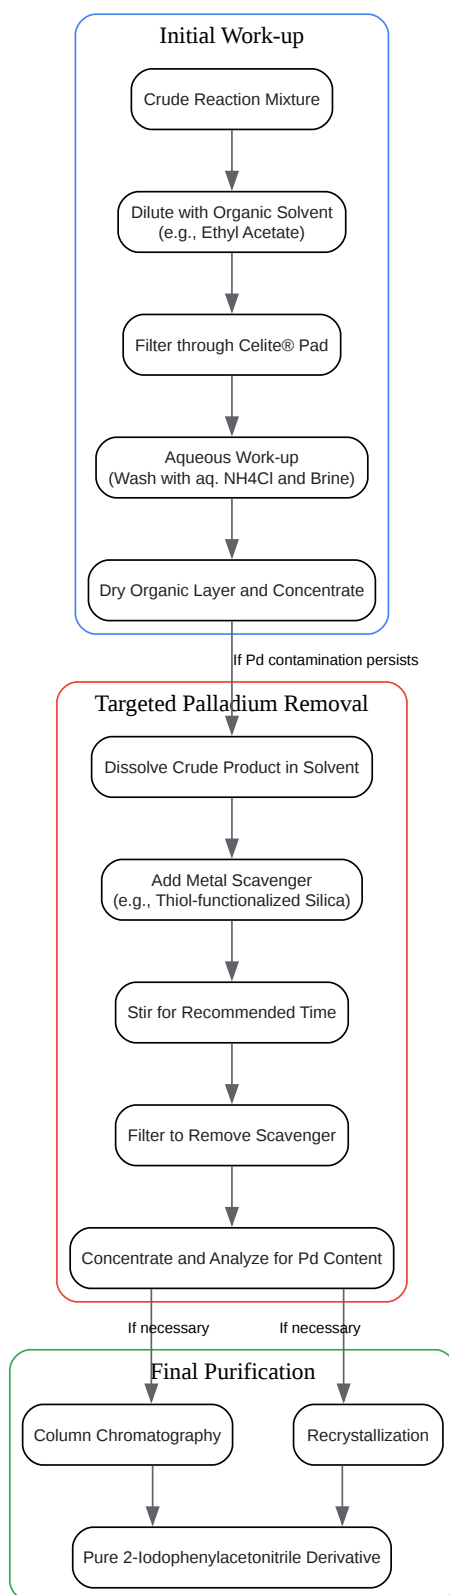 Initial Work-up
Crude Reaction Mixture
Dilute with Organic Solvent
(e.g., Ethyl Acetate)
Filter through Celite® Pad
Aqueous Work-up
(Wash with aq. NH4Cl and Brine)
Dry Organic Layer and Concentrate
If Pd contamination persists
Targeted Palladium Removal
Dissolve Crude Product in Solvent
Add Metal Scavenger
(e.g., Thiol-functionalized Silica)
Stir for Recommended Time
Filter to Remove Scavenger
Concentrate and Analyze for Pd Content
If necessary
If necessary
Final Purification
Column Chromatography
Recrystallization
Pure 2-Iodophenylacetonitrile Derivative